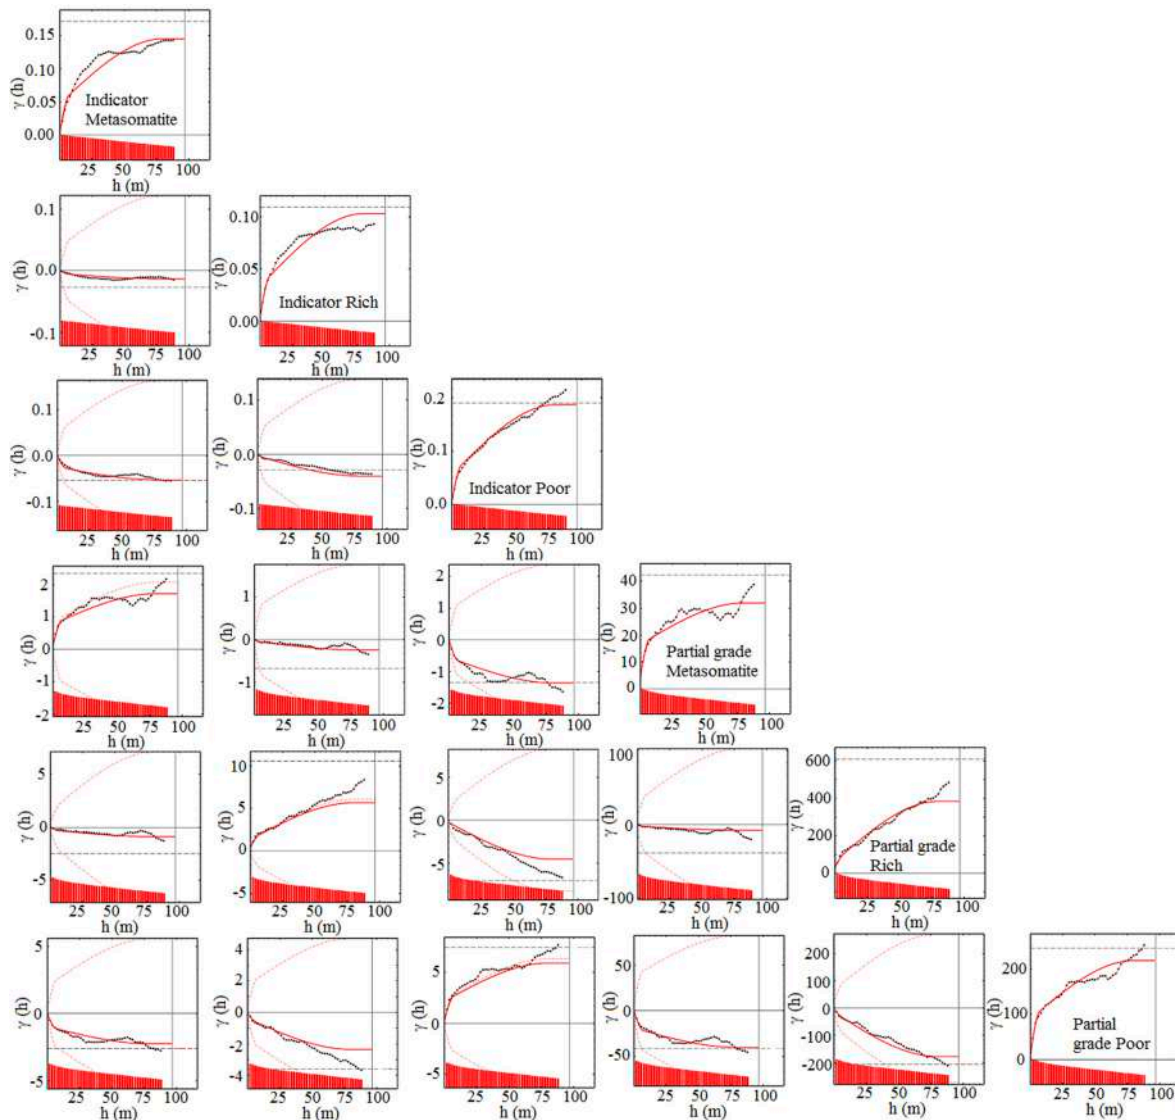 γ (h)
0.15
0.10
0.05
0.00
Indicator
Metasomatite
25 50 75 100
h (m)
γ (h)
0.1
0.0
-0.1
25 50 75 100
h (m)
γ (h)
0.10
0.05
0.00
Indicator Rich
25 50 75 100
h (m)
γ (h)
0.1
0.0
-0.1
25 50 75 100
h (m)
γ (h)
0.1
0.0
-0.1
25 50 75 100
h (m)
γ (h)
0.2
0.1
0.0
Indicator Poor
25 50 75 100
h (m)
γ (h)
2
1
0
-1
-2
25 50 75 100
h (m)
γ (h)
1
0
-1
25 50 75 100
h (m)
γ (h)
2
1
0
-1
-2
25 50 75 100
h (m)
γ (h)
40
30
20
10
0
Partial grade
Metasomatite
25 50 75 100
h (m)
γ (h)
5
0
-5
25 50 75 100
h (m)
γ (h)
10
5
0
-5
25 50 75 100
h (m)
γ (h)
5
0
-5
25 50 75 100
h (m)
γ (h)
100
50
0
-50
-100
25 50 75 100
h (m)
γ (h)
600
400
200
0
Partial grade
Rich
25 50 75 100
h (m)
γ (h)
5
0
-5
25 50 75 100
h (m)
γ (h)
4
2
0
-2
-4
25 50 75 100
h (m)
γ (h)
5
0
-5
25 50 75 100
h (m)
γ (h)
50
0
-50
25 50 75 100
h (m)
γ (h)
200
100
0
-100
-200
25 50 75 100
h (m)
γ (h)
200
100
0
Partial
grade Poor
25 50 75 100
h (m)